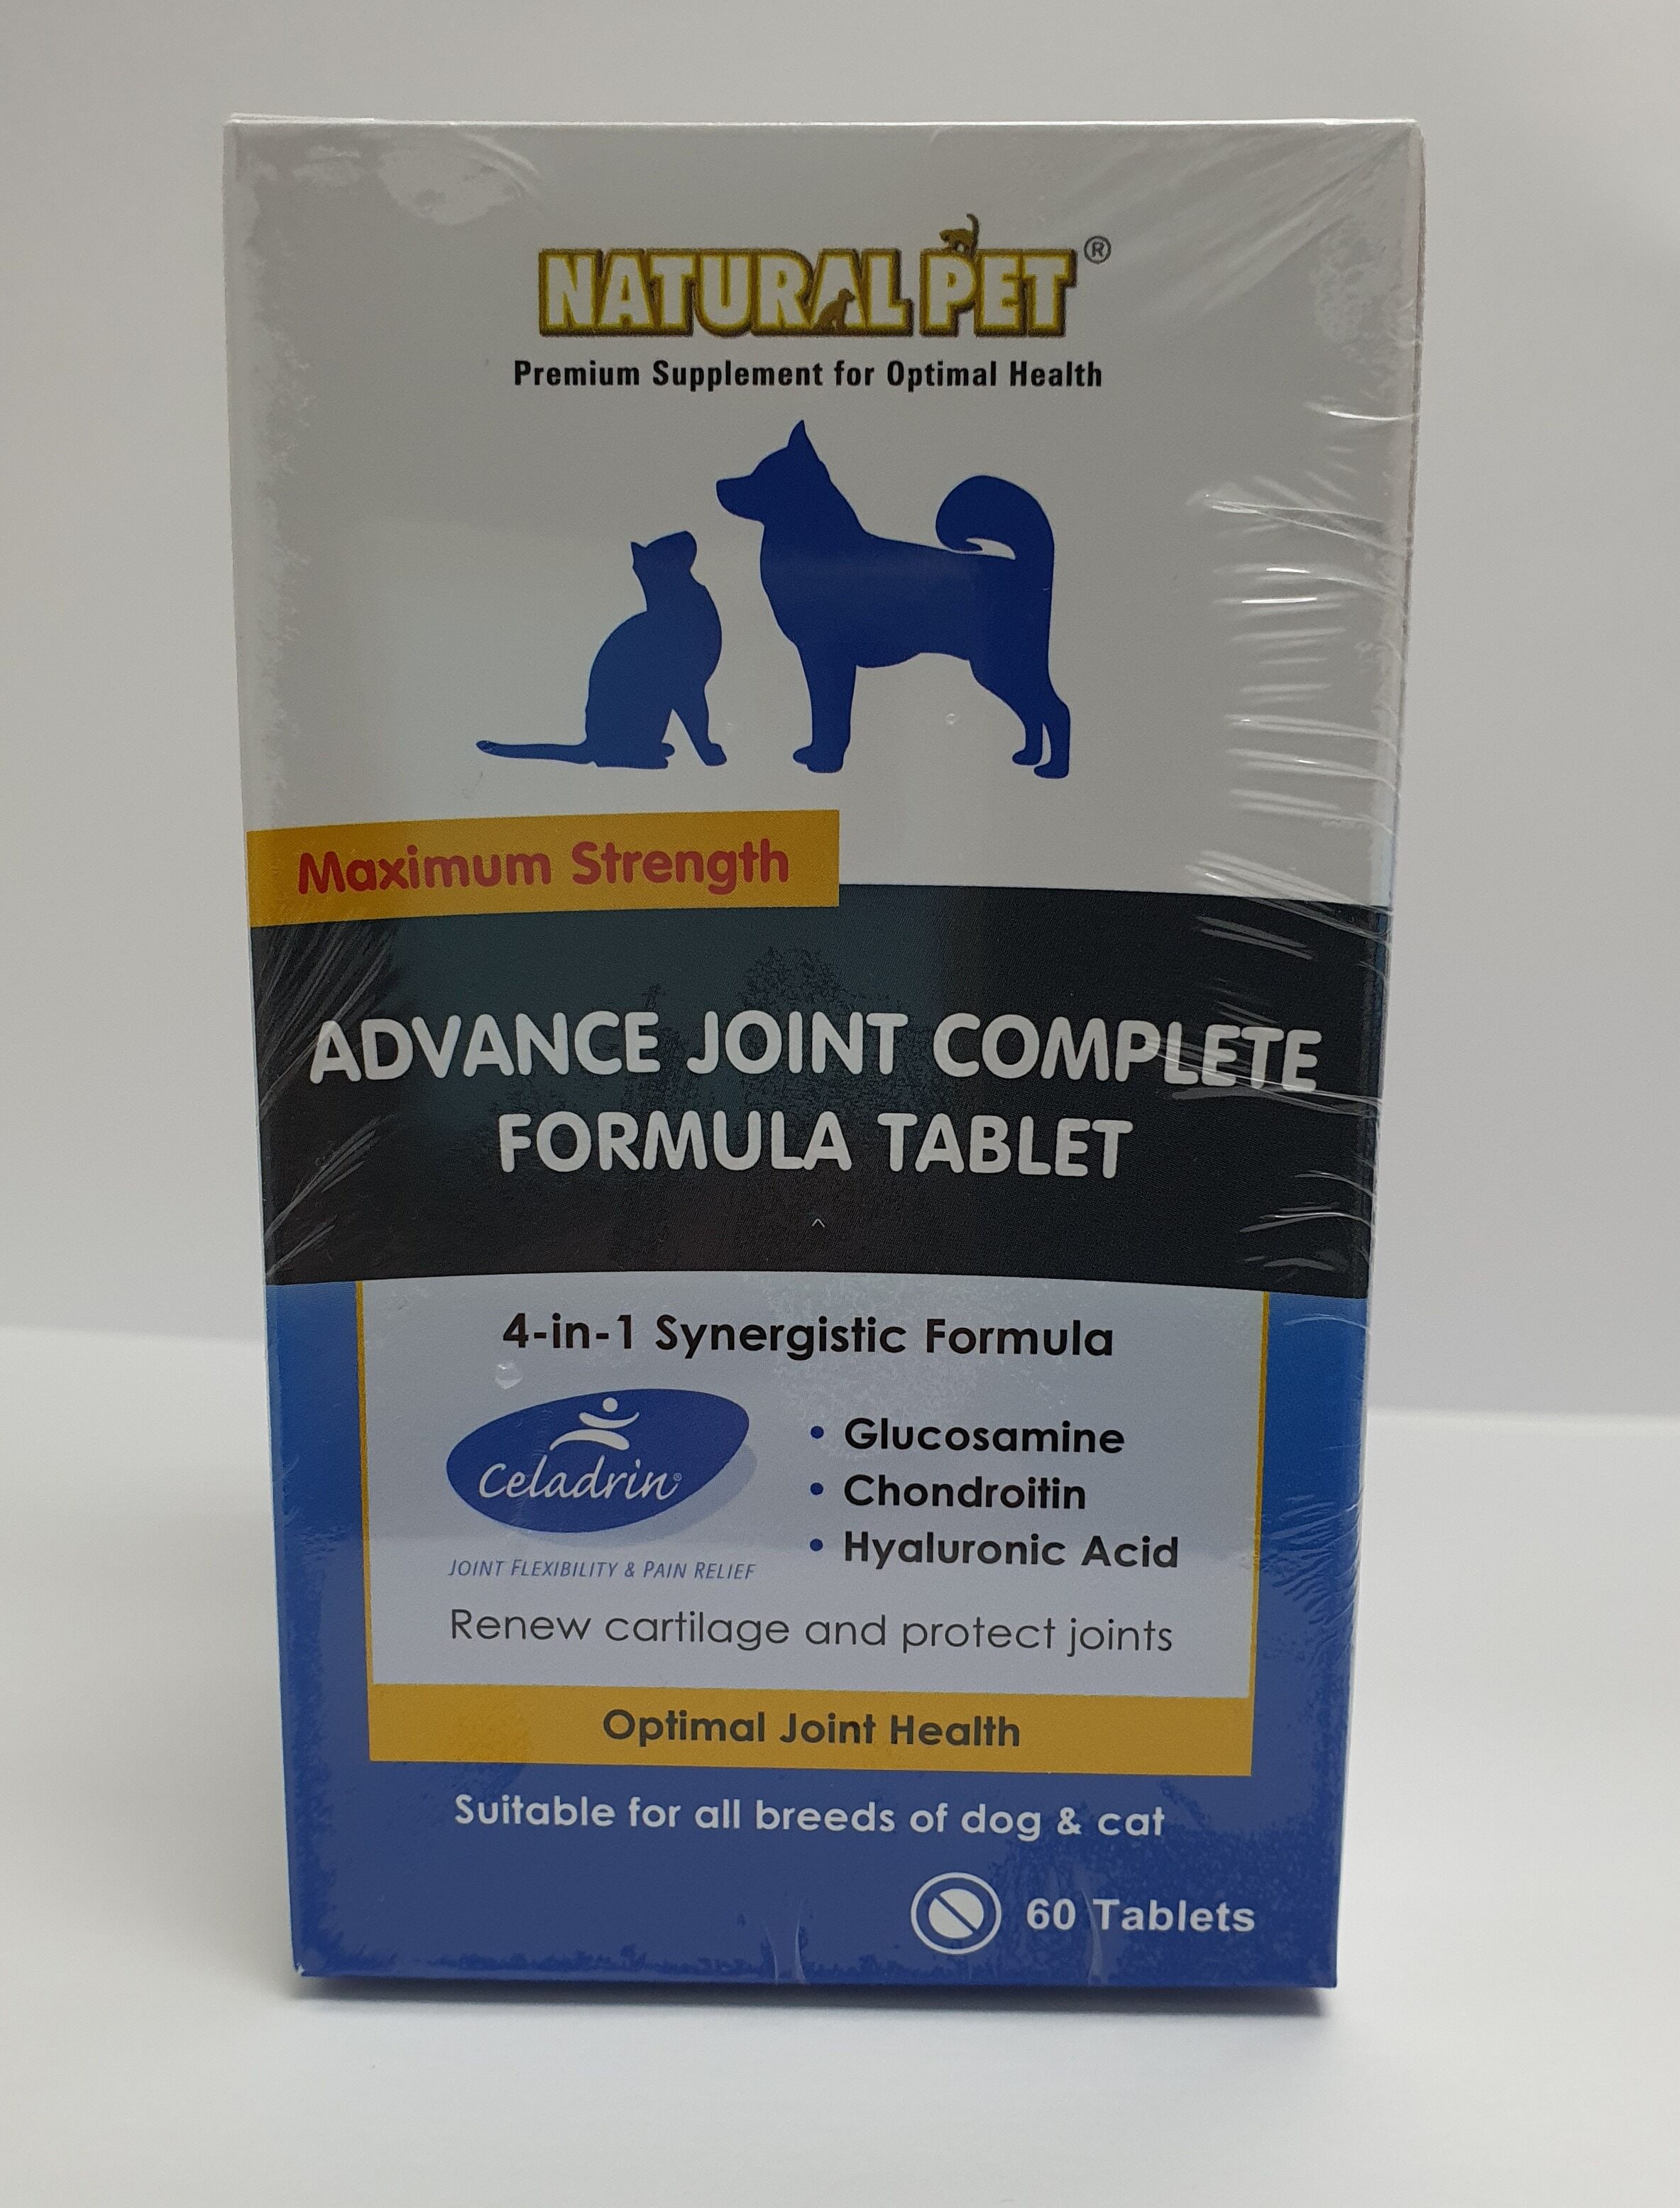 NATURAL PET®
Premium Supplement for Optimal Health
Maximum Strength
ADVANCE JOINT COMPLETE
FORMULA TABLET
4-in-1 Synergistic Formula
Celadrin®
JOINT FLEXIBILITY & PAIN RELIEF
• Glucosamine
• Chondroitin
• Hyaluronic Acid
Renew cartilage and protect joints
Optimal Joint Health
Suitable for all breeds of dog & cat
60 Tablets